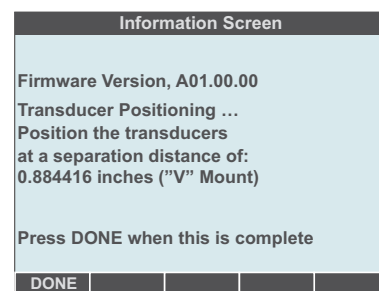 Information Screen
Firmware Version, A01.00.00
Transducer Positioning ...
Position the transducers
at a separation distance of:
0.884416 inches ("V" Mount)
Press DONE when this is complete
DONE